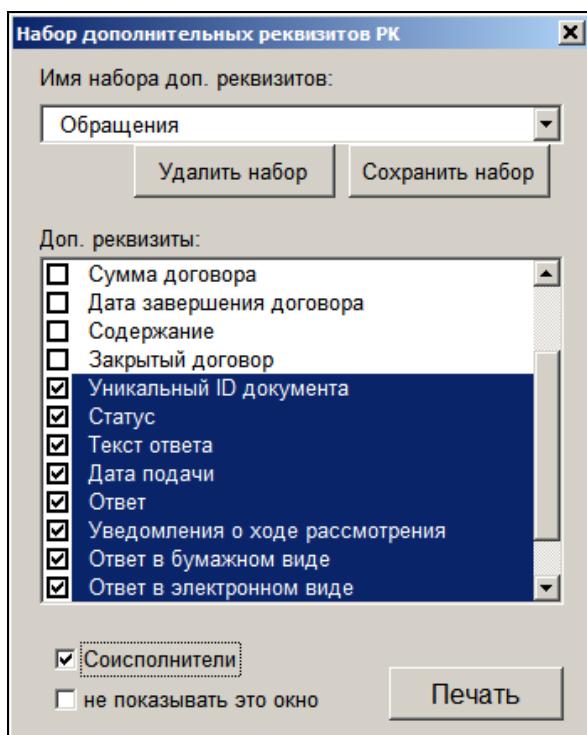 Набор дополнительных реквизитов РК
Имя набора доп. реквизитов:
Обращения
Удалить набор Сохранить набор
Доп. реквизиты:
Сумма договора
Дата завершения договора
Содержание
Закрытый договор
Уникальный ID документа
Статус
Текст ответа
Дата подачи
Ответ
Уведомления о ходе рассмотрения
Ответ в бумажном виде
Ответ в электронном виде
Соисполнители
не показывать это окно
Печать